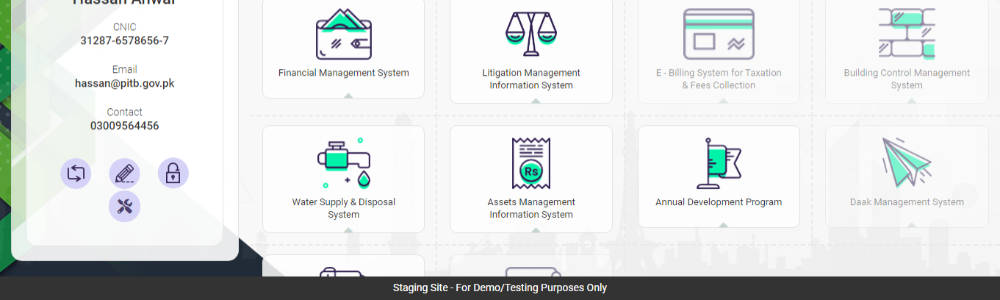 Hassan Anwar
CNIC
31287-6578656-7
Email
hassan@pitb.gov.pk
Contact
03009564456
Financial Management System
Litigation Management
Information System
E - Billing System for Taxation
& Fees Collection
Building Control Management
System
Water Supply & Disposal
System
Rs
Assets Management
Information System
Annual Development Program
Daak Management System
Staging Site - For Demo/Testing Purposes Only